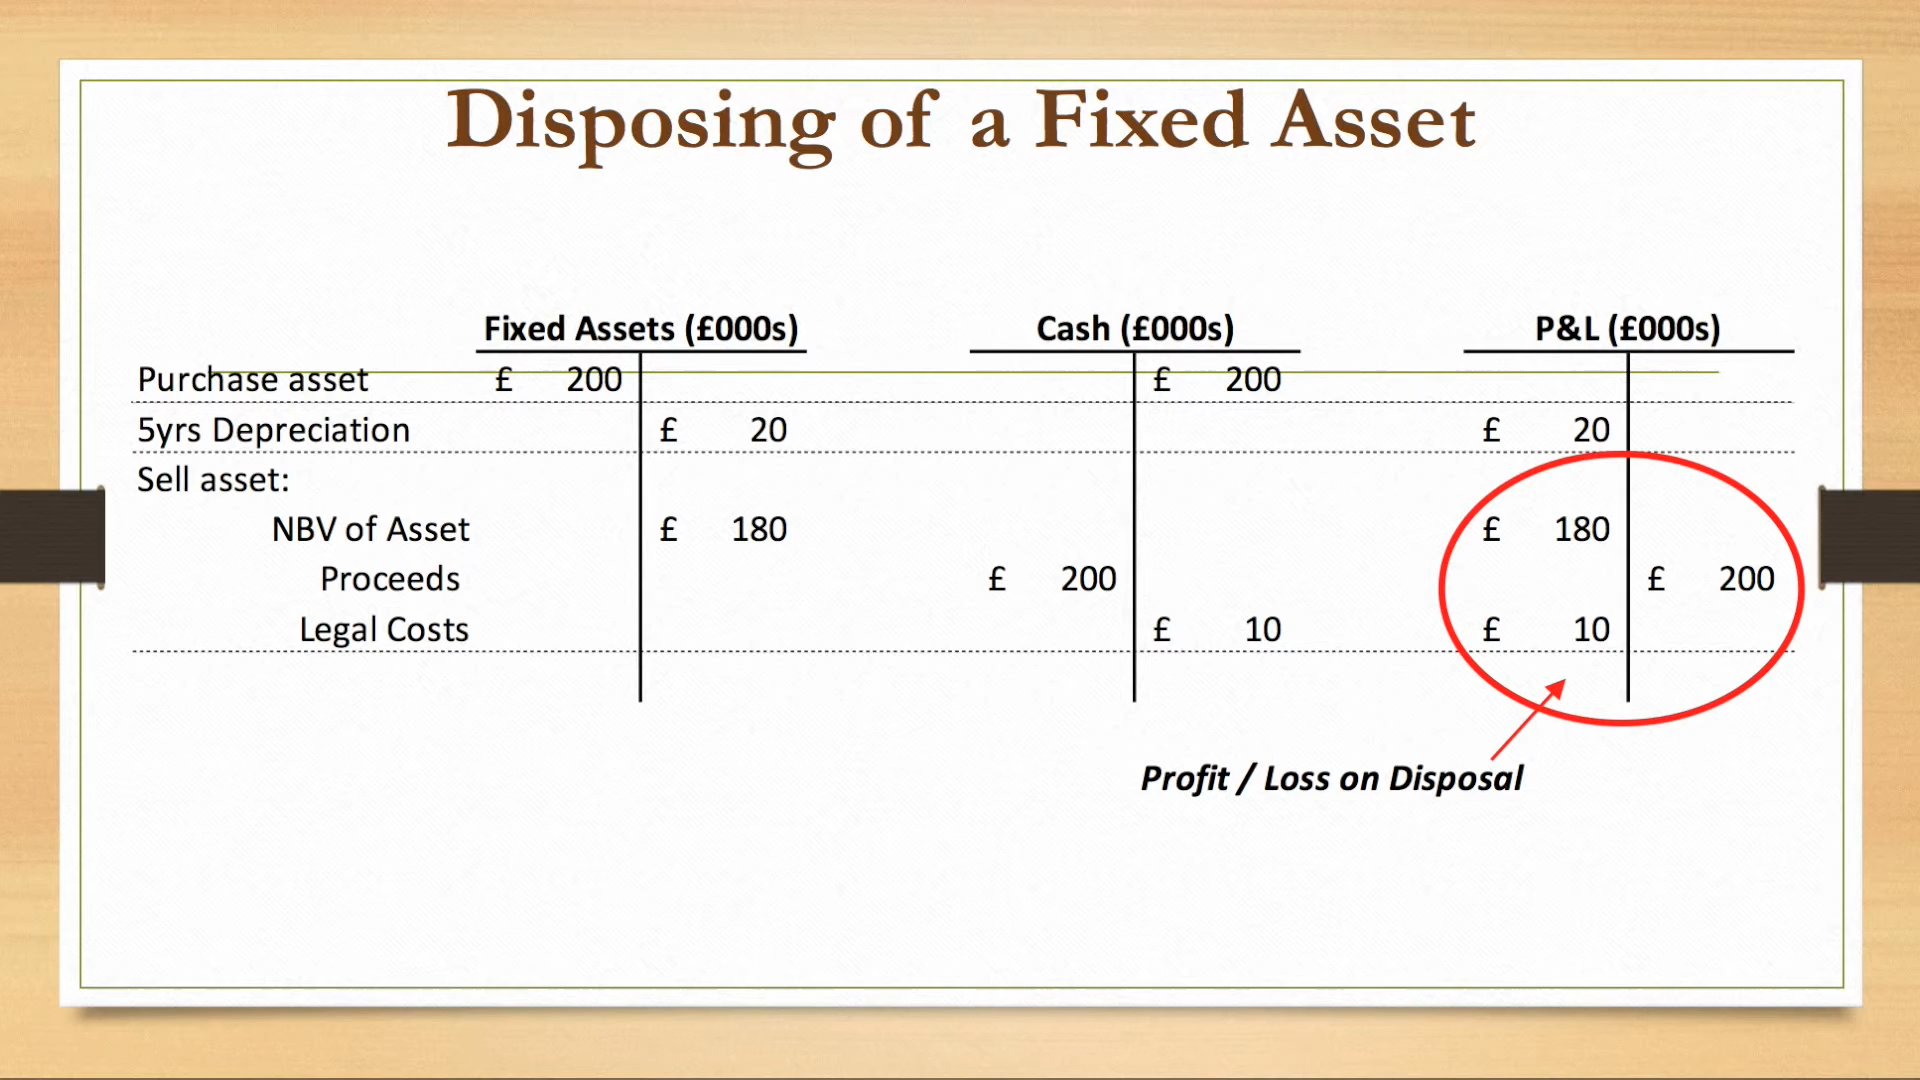 Disposing of a Fixed Asset
Fixed Assets (£000s) Cash (£000s) P&L (£000s)
Purchase asset £ 200 £ 200
5yrs Depreciation £ 20 £ 20
Sell asset:
NBV of Asset £ 180 £ 180
Proceeds £ 200 £ 200
Legal Costs £ 10 £ 10
Profit / Loss on Disposal